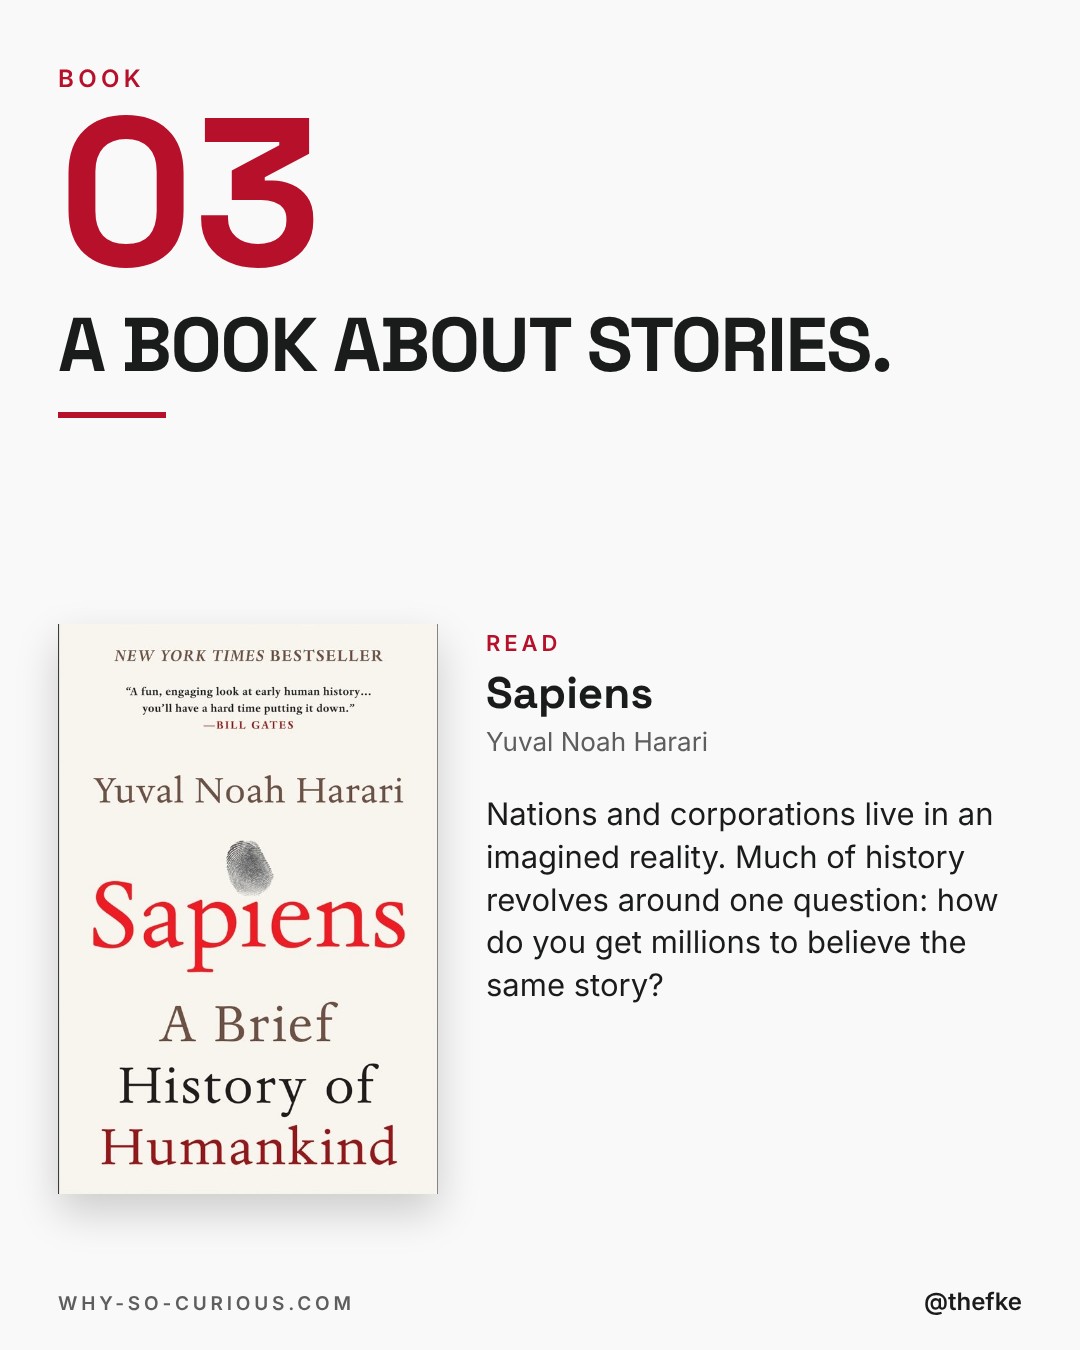 BOOK
03
A BOOK ABOUT STORIES.
NEW YORK TIMES BESTSELLER
“A fun, engaging look at early human history...
you’ll have a hard time putting it down.”
—BILL GATES
Yuval Noah Harari
Sapiens
A Brief
History of
Humankind
READ
Sapiens
Yuval Noah Harari
Nations and corporations live in an
imagined reality. Much of history
revolves around one question: how
do you get millions to believe the
same story?
WHY-SO-CURIOUS.COM
@thefke